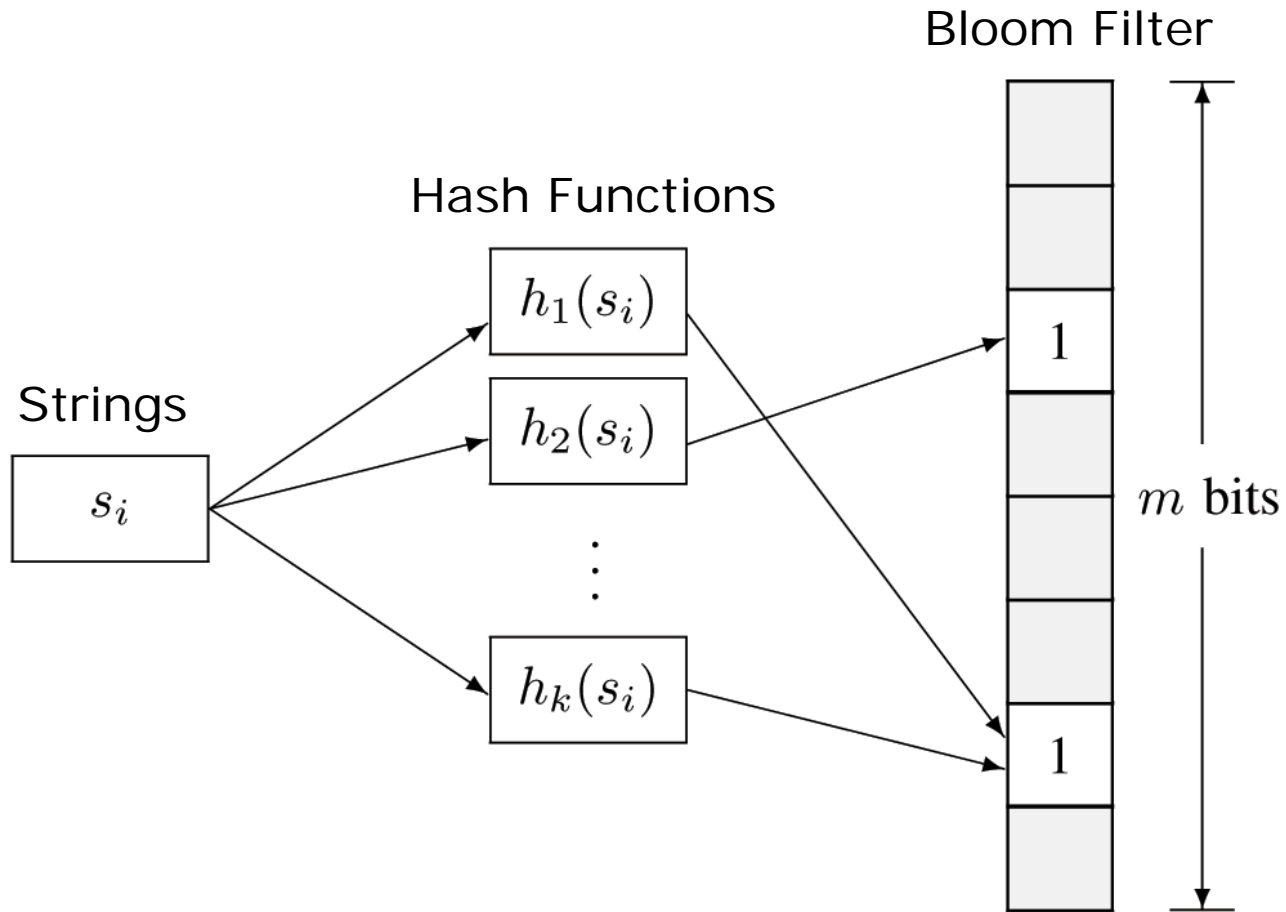 Bloom Filter
Hash Functions
h₁(sᵢ)
1
Strings
h₂(sᵢ)
sᵢ
m bits
⋮
hₖ(sᵢ)
1